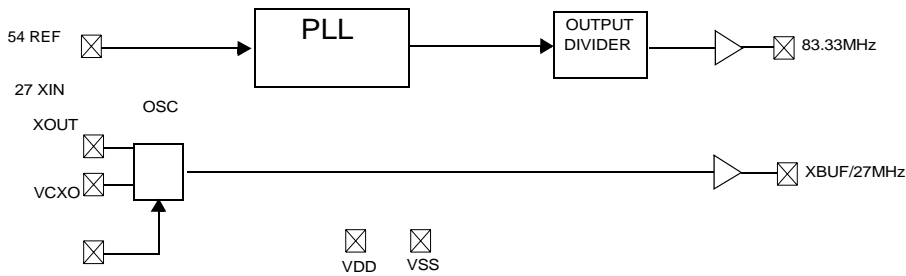 54 REF
PLL
OUTPUT
DIVIDER
83.33MHz
27 XIN
OSC
XOUT
VCXO
XBUF/27MHz
VDD
VSS